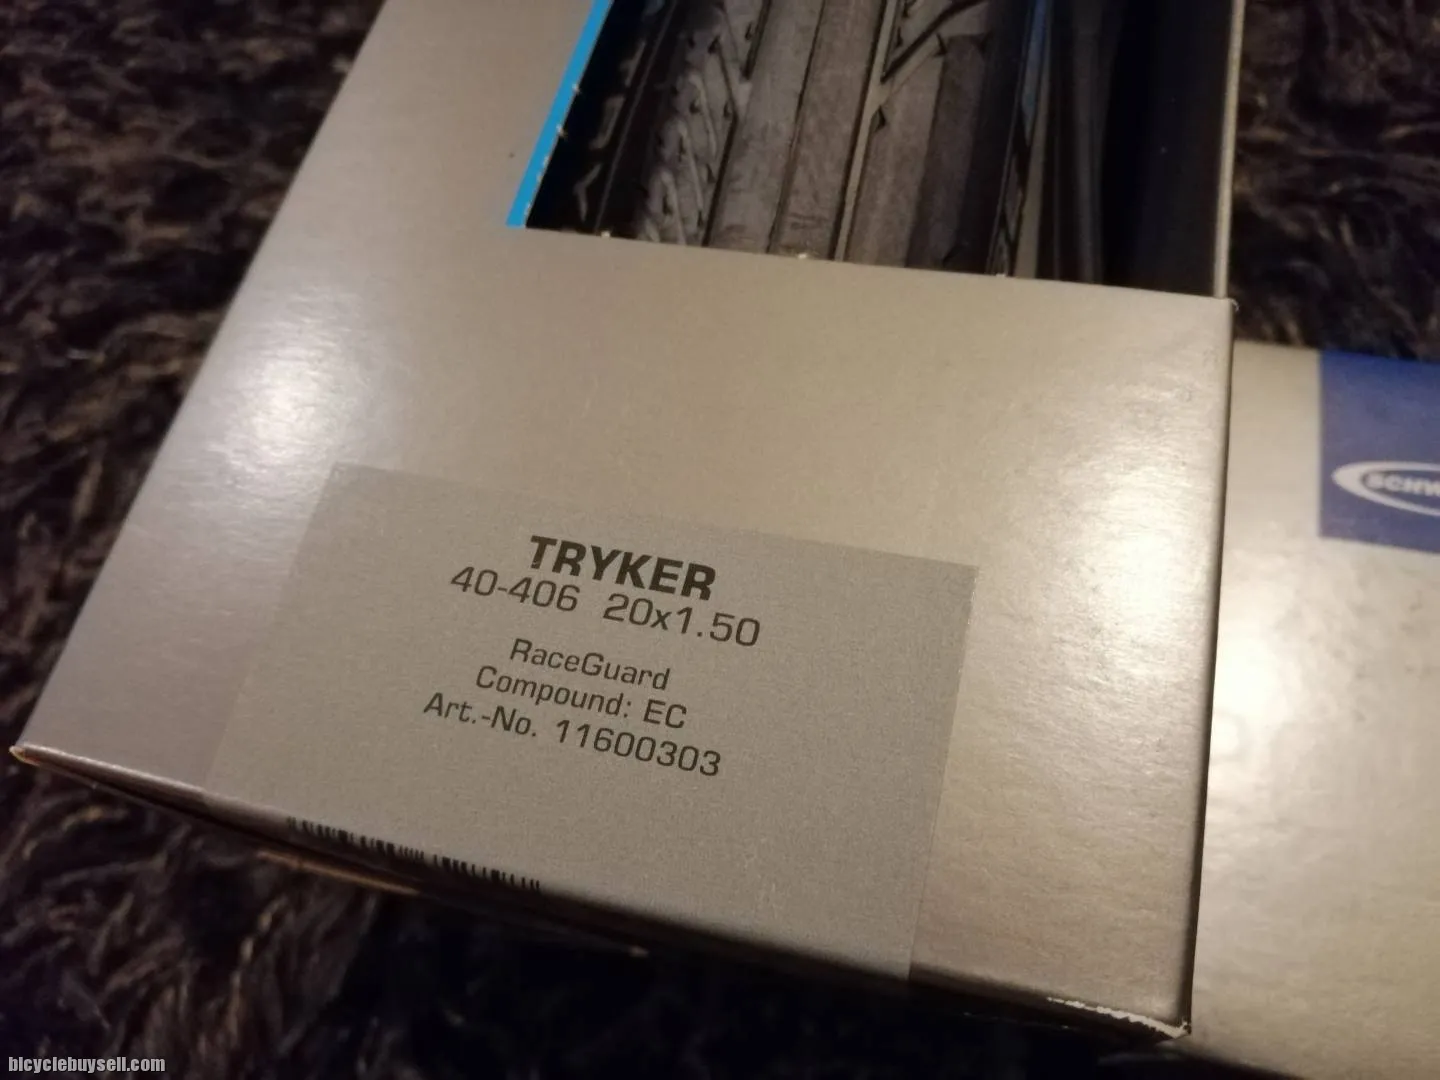 TRYKER
40-406 20x1.50
RaceGuard
Compound: EC
Art.-No. 11600303
bicyclebuysell.com